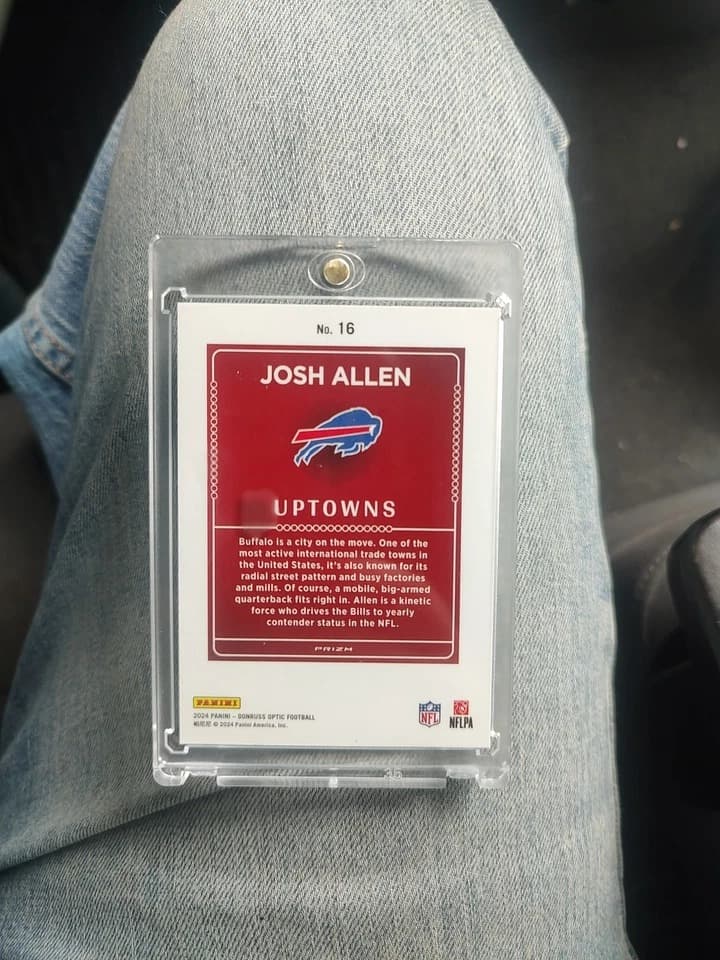 No. 16
JOSH ALLEN
UPTOWNS
Buffalo is a city on the move. One of the
most active international trade towns in
the United States, it's also known for its
radial street pattern and busy factories
and mills. Of course, a mobile, big-armed
quarterback fits right in. Allen is a kinetic
force who drives the Bills to yearly
contender status in the NFL.
PRIZM
PANINI
2024 PANINI – DONRUSS OPTIC FOOTBALL
帕尼尼 © 2024 Panini America, Inc.
NFL
NFLPA